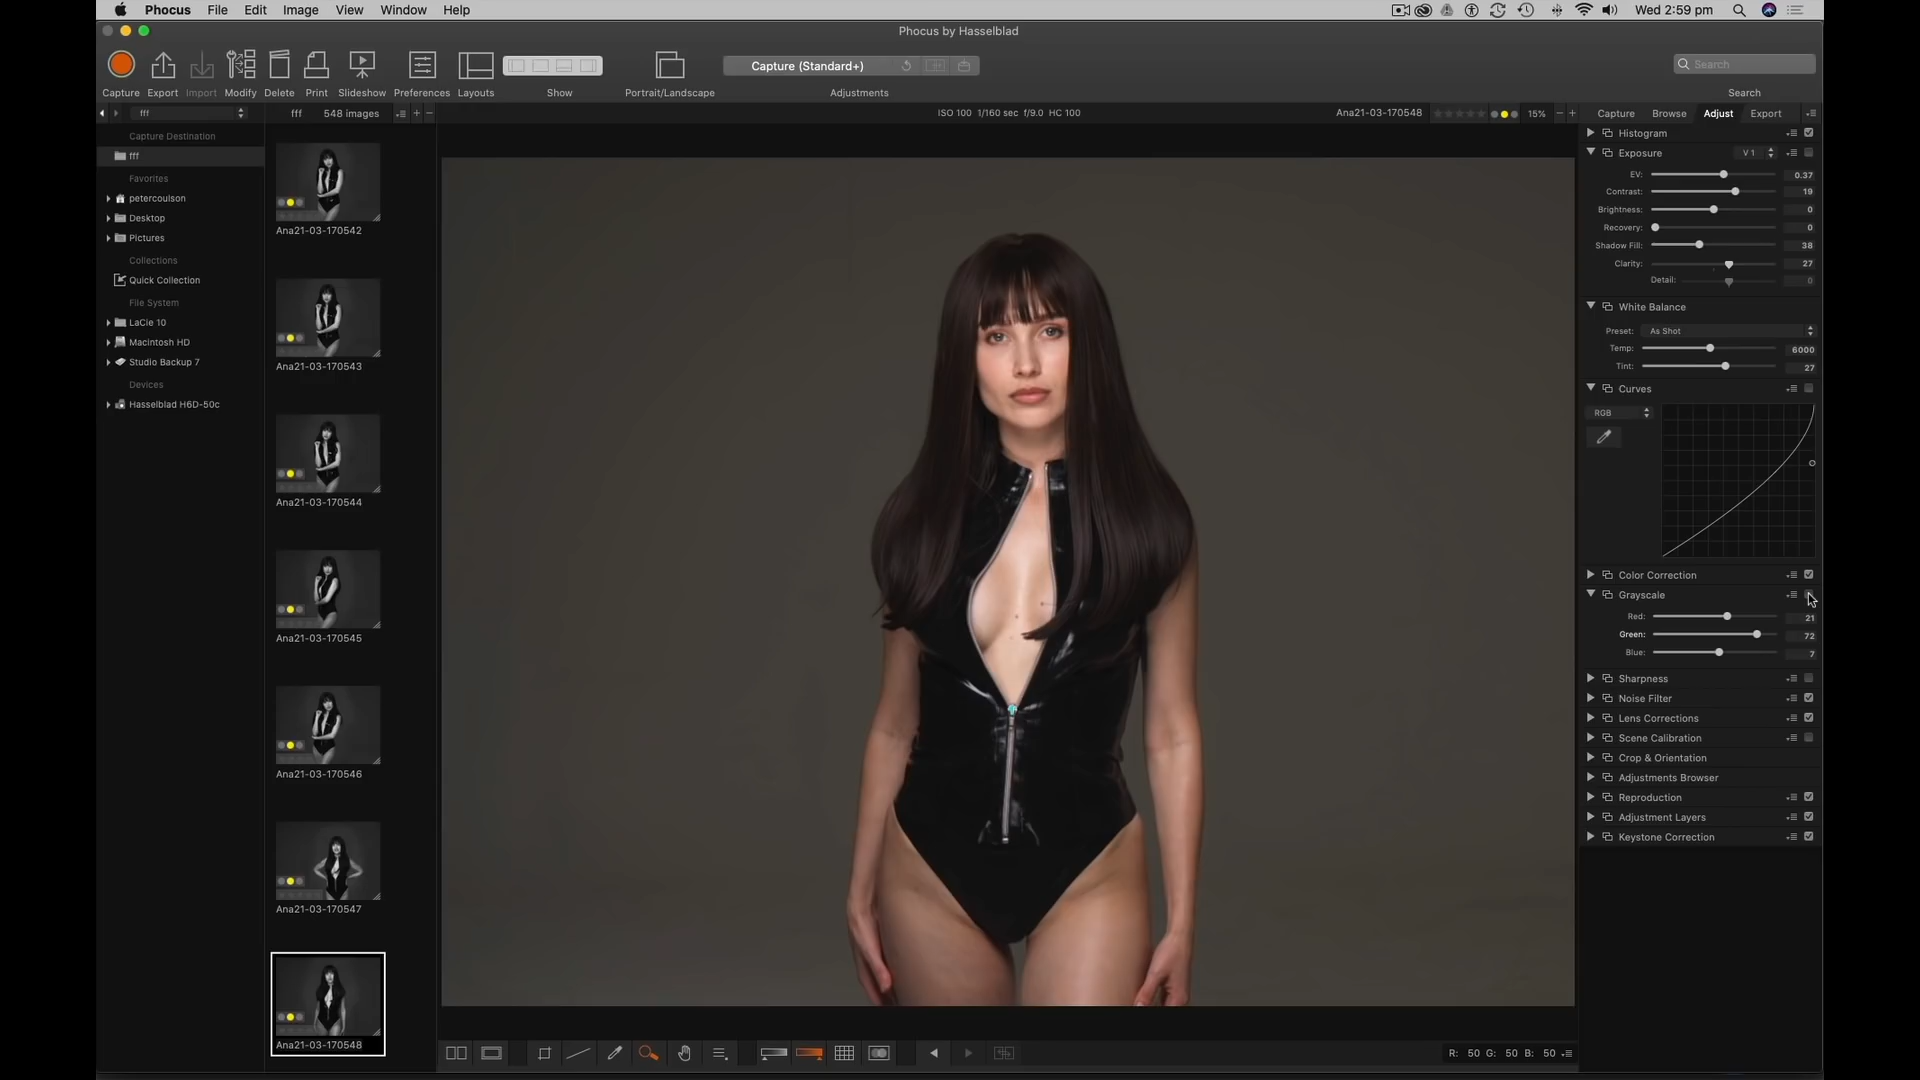 Phocus File Edit Image View Window Help Wed 2:59 pm
Phocus by Hasselblad
Capture (Standard+) Search
Capture Export Import Modify Delete Print Slideshow Preferences Layouts Show Portrait/Landscape Adjustments Search
fff fff 548 images ISO 100 1/160 sec f/9.0 HC 100 Ana21-03-170548 15% Capture Browse Adjust Export
Capture Destination
fff
Favorites
petercoulson
Desktop
Pictures
Collections
Quick Collection
File System
LaCie 10
Macintosh HD
Studio Backup 7
Devices
Hasselblad H6D-50c
Ana21-03-170542
Ana21-03-170543
Ana21-03-170544
Ana21-03-170545
Ana21-03-170546
Ana21-03-170547
Ana21-03-170548
Histogram
Exposure V 1
EV: 0.37
Contrast: 19
Brightness: 0
Recovery: 0
Shadow Fill: 38
Clarity: 27
Detail: 0
White Balance
Preset: As Shot
Temp: 6000
Tint: 27
Curves
RGB
Color Correction
Grayscale
Red: 21
Green: 72
Blue: 7
Sharpness
Noise Filter
Lens Corrections
Scene Calibration
Crop & Orientation
Adjustments Browser
Reproduction
Adjustment Layers
Keystone Correction
R: 50 G: 50 B: 50